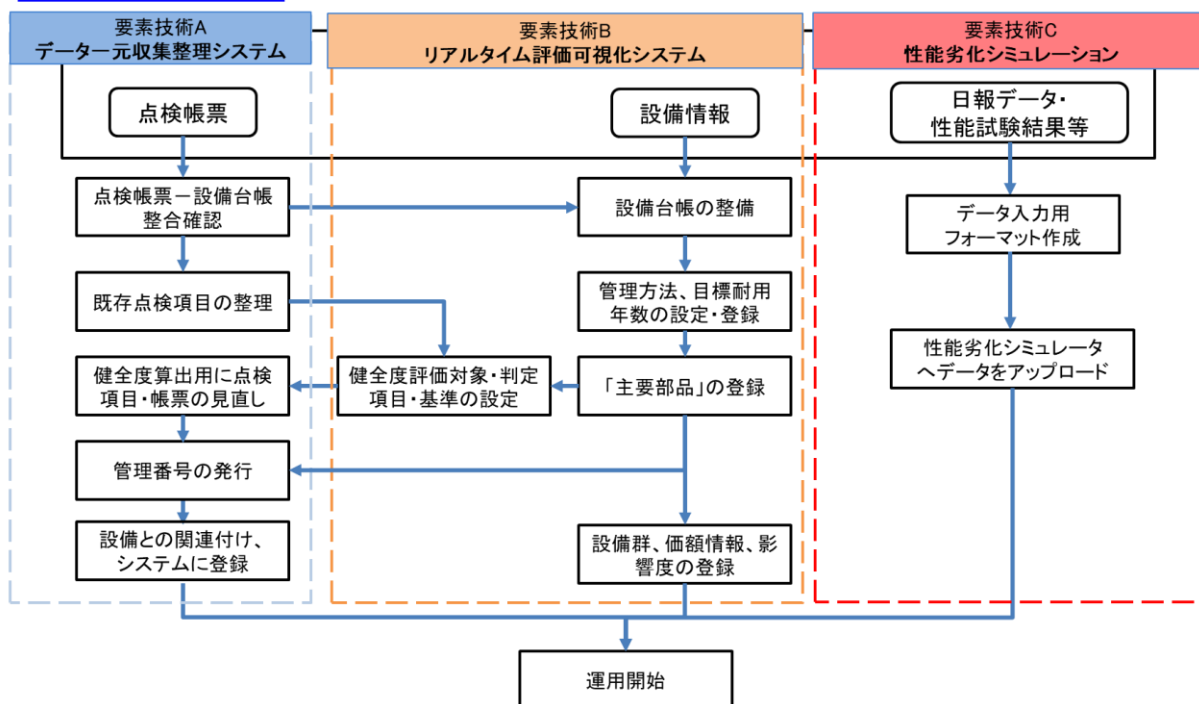 要素技術A
データ一元収集整理システム
要素技術B
リアルタイム評価可視化システム
要素技術C
性能劣化シミュレーション
点検帳票
設備情報
日報データ・
性能試験結果等
点検帳票－設備台帳
整合確認
設備台帳の整備
データ入力用
フォーマット作成
既存点検項目の整理
管理方法、目標耐用
年数の設定・登録
健全度算出用に点検
項目・帳票の見直し
健全度評価対象・判定
項目・基準の設定
「主要部品」の登録
性能劣化シミュレータ
へデータをアップロード
管理番号の発行
設備との関連付け、
システムに登録
設備群、価額情報、影
響度の登録
運用開始